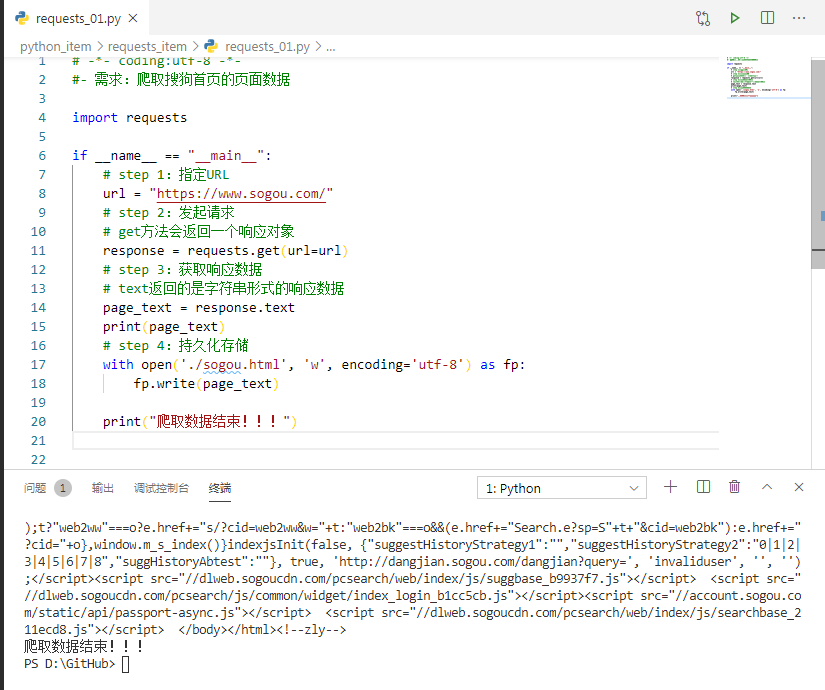 requests_01.py
python_item > requests_item > requests_01.py > ...
1 # -*- coding:utf-8 -*-
2 #- 需求：爬取搜狗首页的页面数据
3
4 import requests
5
6 if __name__ == "__main__":
7 # step 1：指定URL
8 url = "https://www.sogou.com/"
9 # step 2：发起请求
10 # get方法会返回一个响应对象
11 response = requests.get(url=url)
12 # step 3：获取响应数据
13 # text返回的是字符串形式的响应数据
14 page_text = response.text
15 print(page_text)
16 # step 4：持久化存储
17 with open('./sogou.html', 'w', encoding='utf-8') as fp:
18 fp.write(page_text)
19
20 print("爬取数据结束！！！")
21
22
问题 1 输出 调试控制台 终端 1: Python
);t?"web2ww"===o?e.href+="s/?cid=web2ww&w="+t:"web2bk"===o&&(e.href+="Search.e?sp=S"+t+"&cid=web2bk"):e.href+="
?cid="+o},window.m_s_index()}indexjsInit(false, {"suggestHistoryStrategy1":"","suggestHistoryStrategy2":"0|1|2|
3|4|5|6|7|8","suggHistoryAbtest":""}, true, 'http://dangjian.sogou.com/dangjian?query=', 'invaliduser', '', '')
;</script><script src="//dlweb.sogoucdn.com/pcsearch/web/index/js/suggbase_b9937f7.js"></script> <script src="
//dlweb.sogoucdn.com/pcsearch/js/common/widget/index_login_b1cc5cb.js"></script><script src="//account.sogou.co
m/static/api/passport-async.js"></script> <script src="//dlweb.sogoucdn.com/pcsearch/web/index/js/searchbase_2
11ecd8.js"></script> </body></html><!--zly-->
爬取数据结束！！！
PS D:\GitHub>